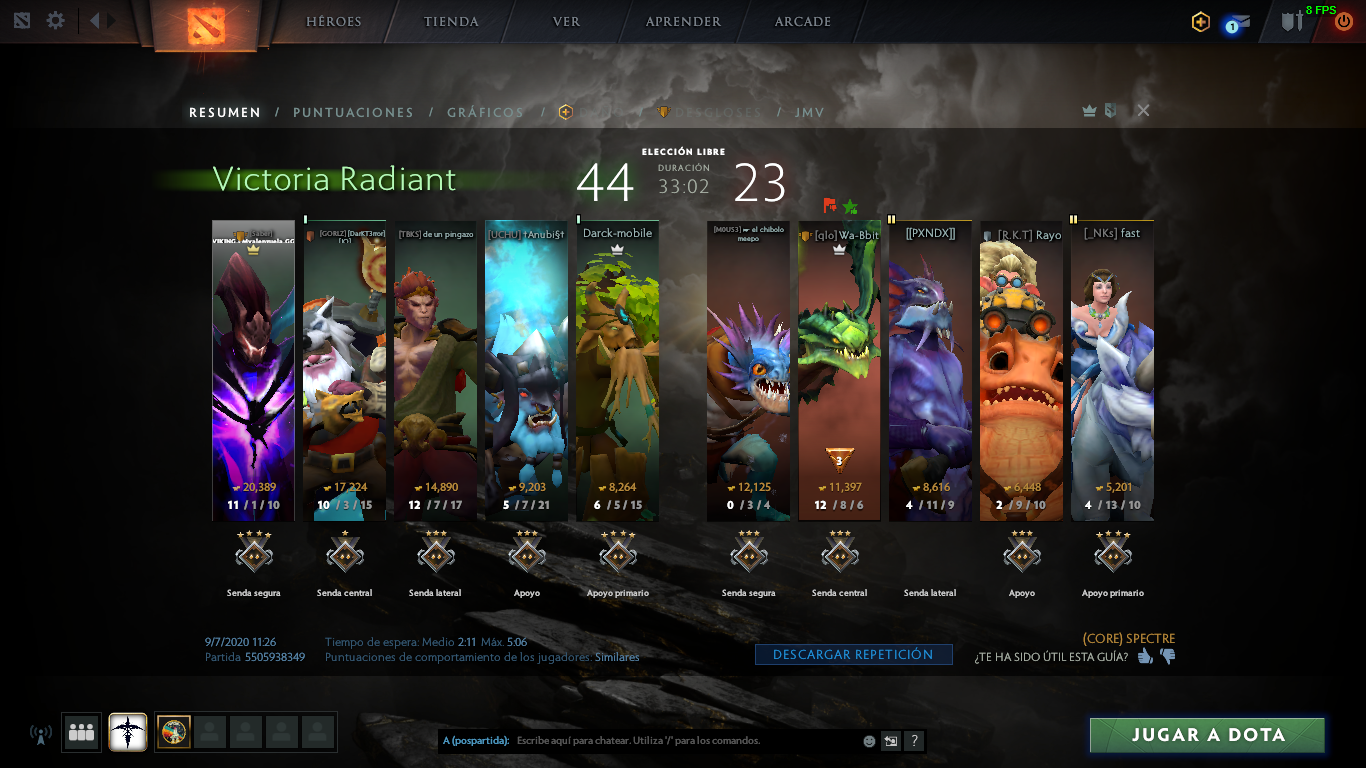 8 FPS
HÉROES TIENDA VER APRENDER ARCADE
1
RESUMEN / PUNTUACIONES / GRÁFICOS / DESGLOSES / JMV
ELECCIÓN LIBRE
Victoria Radiant 44 DURACIÓN 33:02 23
[TBKS] de un pingazo
[UCHU] †Anubi§†
Darck-mobile
[M0US3] el chibolo meepo
[qlo] Wa-Bbit
[[PXNDX]]
[R.K.T] Rayo
[_NKs] fast
3
20,389 17,224 14,890 9,203 8,264 12,125 11,397 8,616 6,448 5,201
11 / 1 / 10 10 / 3 / 15 12 / 7 / 17 5 / 7 / 21 6 / 5 / 15 0 / 3 / 4 12 / 8 / 6 4 / 11 / 9 2 / 9 / 10 4 / 13 / 10
Senda segura Senda central Senda lateral Apoyo Apoyo primario Senda segura Senda central Senda lateral Apoyo Apoyo primario
9/7/2020 11:26 Tiempo de espera: Medio 2:11 Máx. 5:06
Partida 5505938349 Puntuaciones de comportamiento de los jugadores: Similares
DESCARGAR REPETICIÓN
(CORE) SPECTRE
¿TE HA SIDO ÚTIL ESTA GUÍA?
A (pospartida): Escribe aquí para chatear. Utiliza '/' para los comandos.
?
JUGAR A DOTA